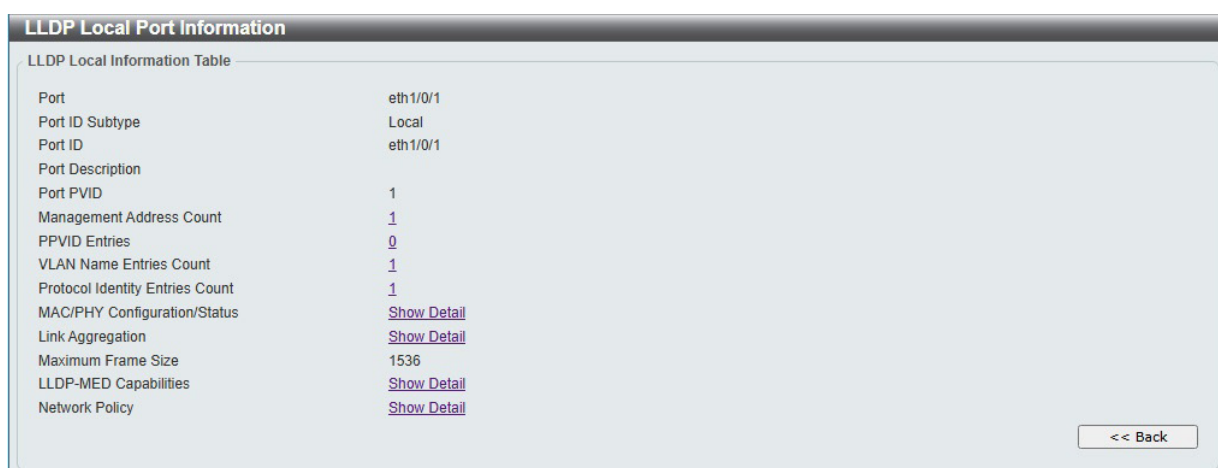 LLDP Local Port Information
LLDP Local Information Table
Port eth1/0/1
Port ID Subtype Local
Port ID eth1/0/1
Port Description
Port PVID 1
Management Address Count 1
PPVID Entries 0
VLAN Name Entries Count 1
Protocol Identity Entries Count 1
MAC/PHY Configuration/Status Show Detail
Link Aggregation Show Detail
Maximum Frame Size 1536
LLDP-MED Capabilities Show Detail
Network Policy Show Detail
<< Back